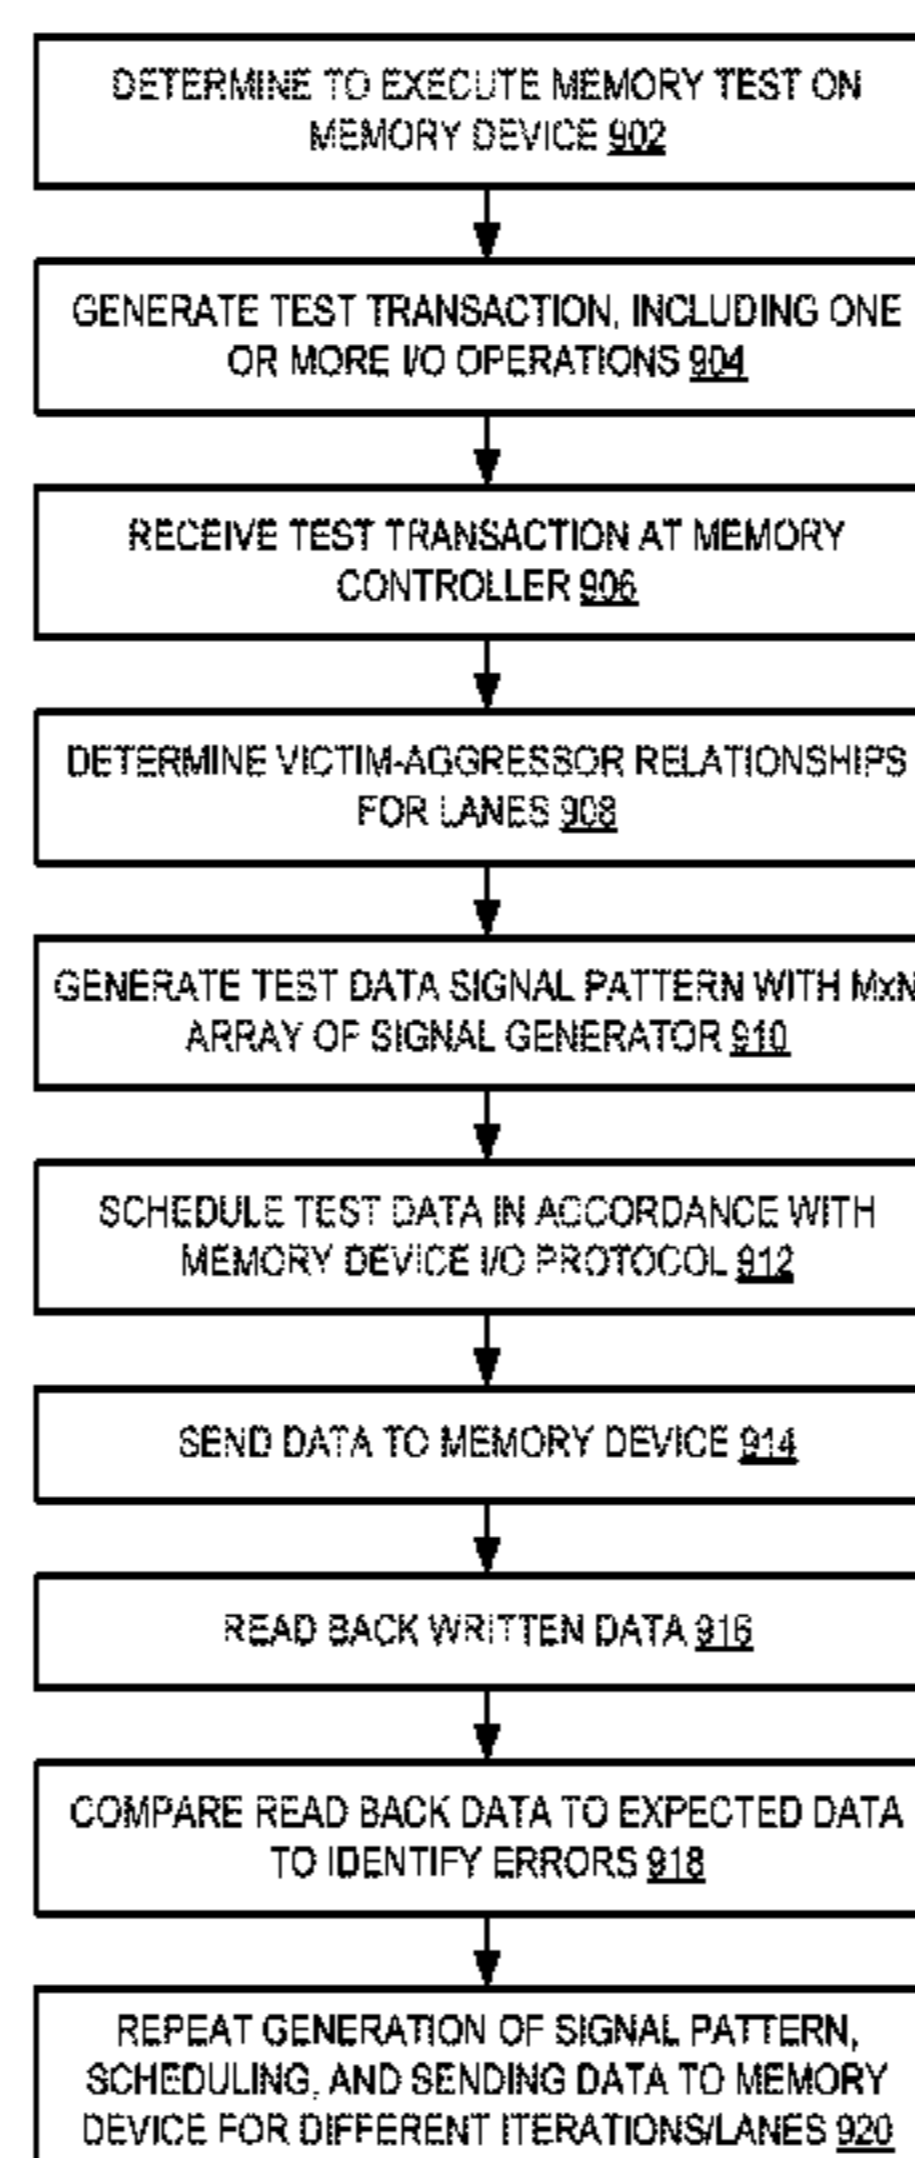 DETERMINE TO EXECUTE MEMORY TEST ON
MEMORY DEVICE 902
GENERATE TEST TRANSACTION, INCLUDING ONE
OR MORE I/O OPERATIONS 904
RECEIVE TEST TRANSACTION AT MEMORY
CONTROLLER 906
DETERMINE VICTIM-AGGRESSOR RELATIONSHIPS
FOR LANES 908
GENERATE TEST DATA SIGNAL PATTERN WITH MxN
ARRAY OF SIGNAL GENERATOR 910
SCHEDULE TEST DATA IN ACCORDANCE WITH
MEMORY DEVICE I/O PROTOCOL 912
SEND DATA TO MEMORY DEVICE 914
READ BACK WRITTEN DATA 916
COMPARE READ BACK DATA TO EXPECTED DATA
TO IDENTIFY ERRORS 918
REPEAT GENERATION OF SIGNAL PATTERN,
SCHEDULING, AND SENDING DATA TO MEMORY
DEVICE FOR DIFFERENT ITERATIONS/LANES 920